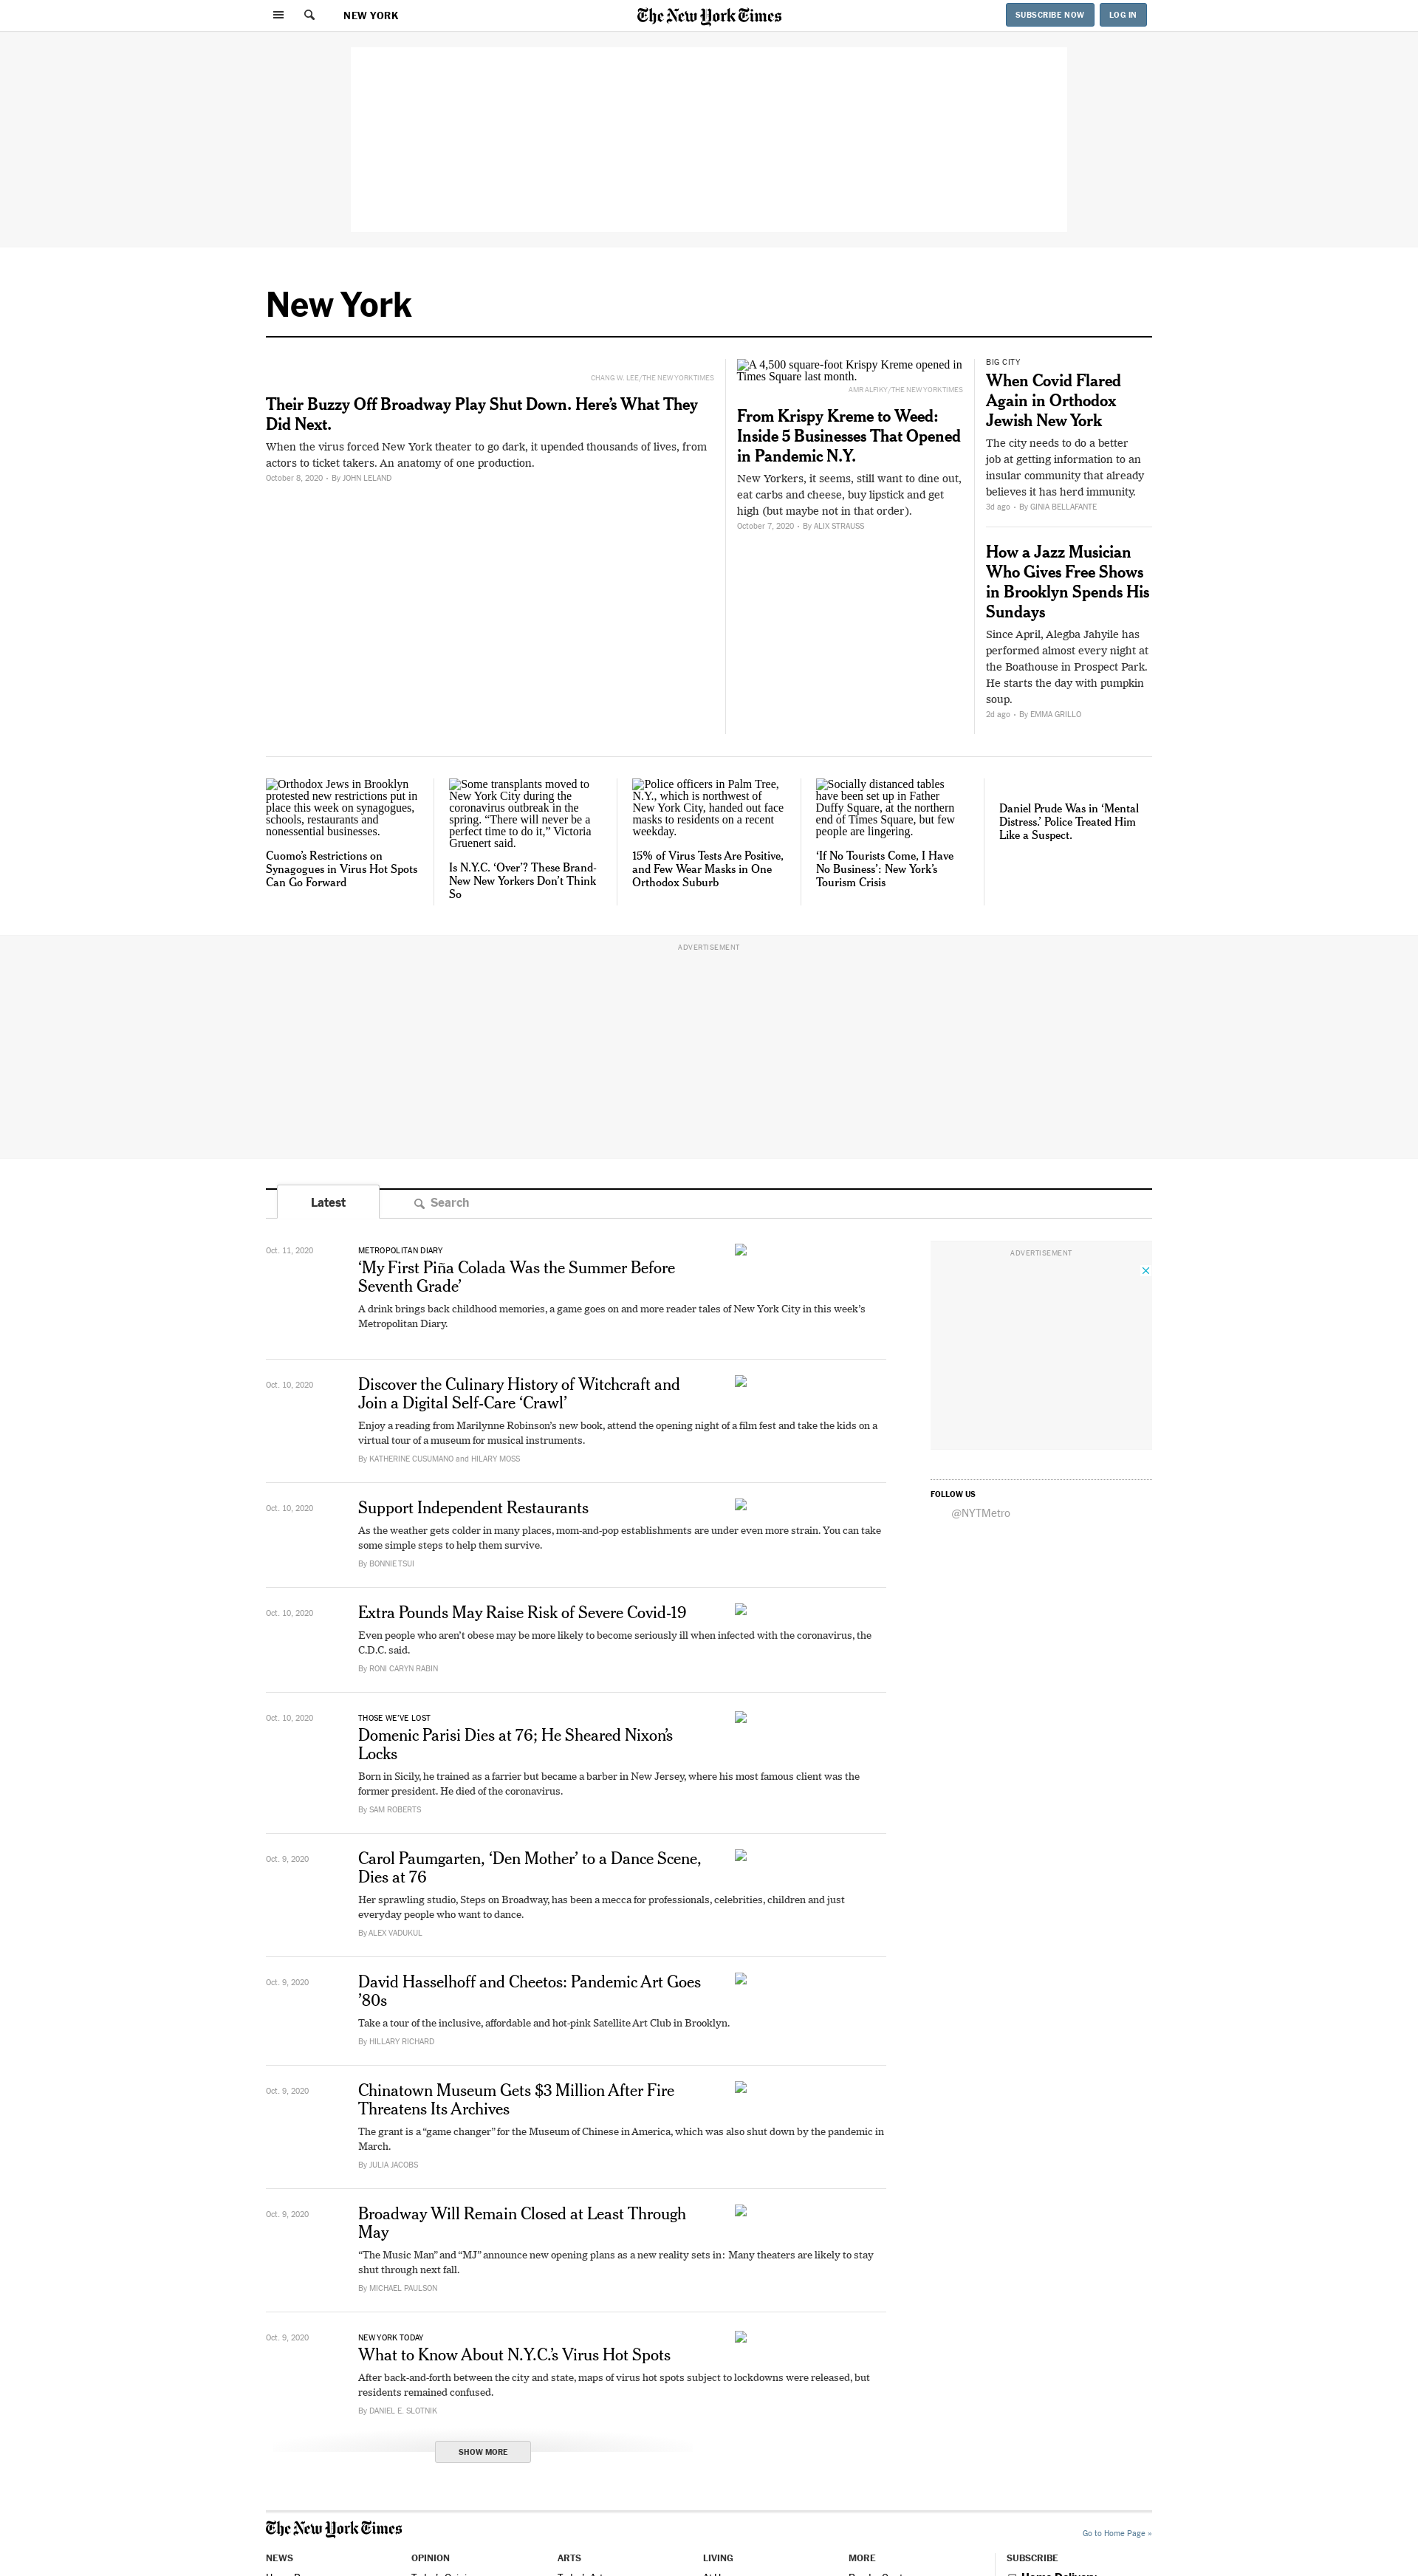 NEW YORK
The New York Times
SUBSCRIBE NOW
LOG IN
New York
CHANG W. LEE/THE NEW YORK TIMES
Their Buzzy Off Broadway Play Shut Down. Here’s What They
Did Next.
When the virus forced New York theater to go dark, it upended thousands of lives, from
actors to ticket takers. An anatomy of one production.
October 8, 2020 • By JOHN LELAND
A 4,500 square-foot Krispy Kreme opened in
Times Square last month.
AMR ALFIKY/THE NEW YORK TIMES
From Krispy Kreme to Weed:
Inside 5 Businesses That Opened
in Pandemic N.Y.
New Yorkers, it seems, still want to dine out,
eat carbs and cheese, buy lipstick and get
high (but maybe not in that order).
October 7, 2020 • By ALIX STRAUSS
BIG CITY
When Covid Flared
Again in Orthodox
Jewish New York
The city needs to do a better
job at getting information to an
insular community that already
believes it has herd immunity.
3d ago • By GINIA BELLAFANTE
How a Jazz Musician
Who Gives Free Shows
in Brooklyn Spends His
Sundays
Since April, Alegba Jahyile has
performed almost every night at
the Boathouse in Prospect Park.
He starts the day with pumpkin
soup.
2d ago • By EMMA GRILLO
Orthodox Jews in Brooklyn
protested new restrictions put in
place this week on synagogues,
schools, restaurants and
nonessential businesses.
Cuomo’s Restrictions on
Synagogues in Virus Hot Spots
Can Go Forward
Some transplants moved to
New York City during the
coronavirus outbreak in the
spring. “There will never be a
perfect time to do it,” Victoria
Gruenert said.
Is N.Y.C. ‘Over’? These Brand-
New New Yorkers Don’t Think
So
Police officers in Palm Tree,
N.Y., which is northwest of
New York City, handed out face
masks to residents on a recent
weekday.
15% of Virus Tests Are Positive,
and Few Wear Masks in One
Orthodox Suburb
Socially distanced tables
have been set up in Father
Duffy Square, at the northern
end of Times Square, but few
people are lingering.
‘If No Tourists Come, I Have
No Business’: New York’s
Tourism Crisis
Daniel Prude Was in ‘Mental
Distress.’ Police Treated Him
Like a Suspect.
ADVERTISEMENT
Latest
Search
Oct. 11, 2020
METROPOLITAN DIARY
‘My First Piña Colada Was the Summer Before
Seventh Grade’
A drink brings back childhood memories, a game goes on and more reader tales of New York City in this week’s
Metropolitan Diary.
ADVERTISEMENT
Oct. 10, 2020
Discover the Culinary History of Witchcraft and
Join a Digital Self-Care ‘Crawl’
Enjoy a reading from Marilynne Robinson’s new book, attend the opening night of a film fest and take the kids on a
virtual tour of a museum for musical instruments.
By KATHERINE CUSUMANO and HILARY MOSS
FOLLOW US
@NYTMetro
Oct. 10, 2020
Support Independent Restaurants
As the weather gets colder in many places, mom-and-pop establishments are under even more strain. You can take
some simple steps to help them survive.
By BONNIE TSUI
Oct. 10, 2020
Extra Pounds May Raise Risk of Severe Covid-19
Even people who aren’t obese may be more likely to become seriously ill when infected with the coronavirus, the
C.D.C. said.
By RONI CARYN RABIN
Oct. 10, 2020
THOSE WE’VE LOST
Domenic Parisi Dies at 76; He Sheared Nixon’s
Locks
Born in Sicily, he trained as a farrier but became a barber in New Jersey, where his most famous client was the
former president. He died of the coronavirus.
By SAM ROBERTS
Oct. 9, 2020
Carol Paumgarten, ‘Den Mother’ to a Dance Scene,
Dies at 76
Her sprawling studio, Steps on Broadway, has been a mecca for professionals, celebrities, children and just
everyday people who want to dance.
By ALEX VADUKUL
Oct. 9, 2020
David Hasselhoff and Cheetos: Pandemic Art Goes
’80s
Take a tour of the inclusive, affordable and hot-pink Satellite Art Club in Brooklyn.
By HILLARY RICHARD
Oct. 9, 2020
Chinatown Museum Gets $3 Million After Fire
Threatens Its Archives
The grant is a “game changer” for the Museum of Chinese in America, which was also shut down by the pandemic in
March.
By JULIA JACOBS
Oct. 9, 2020
Broadway Will Remain Closed at Least Through
May
“The Music Man” and “MJ” announce new opening plans as a new reality sets in: Many theaters are likely to stay
shut through next fall.
By MICHAEL PAULSON
Oct. 9, 2020
NEW YORK TODAY
What to Know About N.Y.C.’s Virus Hot Spots
After back-and-forth between the city and state, maps of virus hot spots subject to lockdowns were released, but
residents remained confused.
By DANIEL E. SLOTNIK
SHOW MORE
The New York Times
Go to Home Page »
NEWS
OPINION
ARTS
LIVING
MORE
SUBSCRIBE